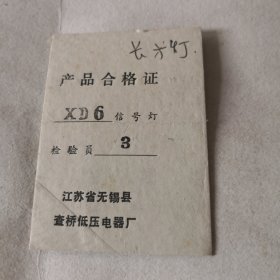 长方灯.
产品合格证
XD6 信号灯
检验员 3
江苏省无锡县
查桥低压电器厂